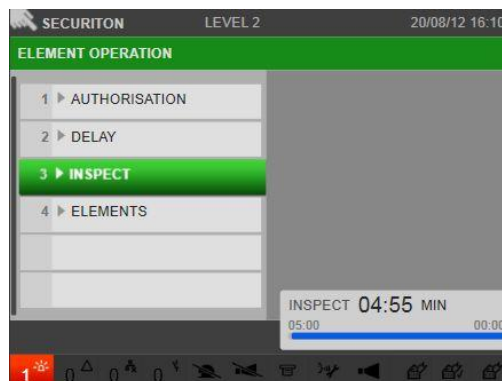 SECURITON LEVEL 2 20/08/12 16:10
ELEMENT OPERATION
1 AUTHORISATION
2 DELAY
3 INSPECT
4 ELEMENTS
INSPECT 04:55 MIN
05:00 00:00
1 0 0 0